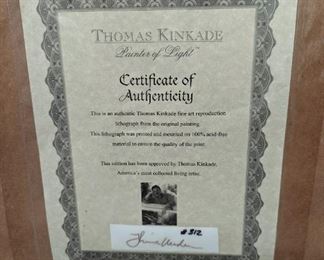 THOMAS KINKADE
Painter of Light™
Certificate of
Authenticity
This is an authentic Thomas Kinkade fine art reproduction
lithograph from the original painting.
This lithograph was printed and mounted on 100% acid-free
material to ensure the quality of the print.
This edition has been approved by Thomas Kinkade,
America's most collected living artist.
#312